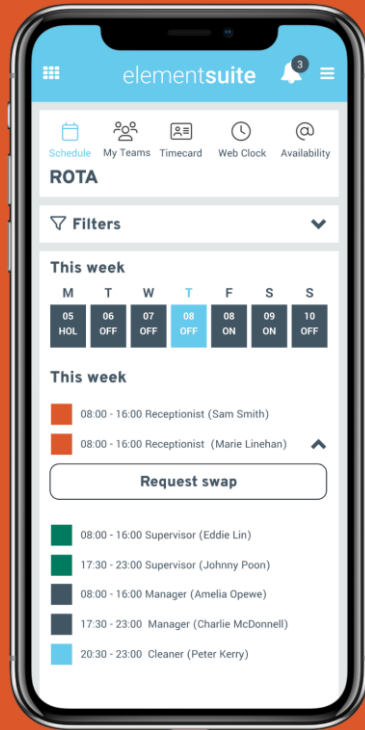 elementsuite
3
Schedule My Teams Timecard Web Clock Availability
ROTA
Filters
This week
M T W T F S S
05 06 07 08 08 09 10
HOL OFF OFF OFF ON ON OFF
This week
08:00 - 16:00 Receptionist (Sam Smith)
08:00 - 16:00 Receptionist (Marie Linehan)
Request swap
08:00 - 16:00 Supervisor (Eddie Lin)
17:30 - 23:00 Supervisor (Johnny Poon)
08:00 - 16:00 Manager (Amelia Opewe)
17:30 - 23:00 Manager (Charlie McDonnell)
20:30 - 23:00 Cleaner (Peter Kerry)